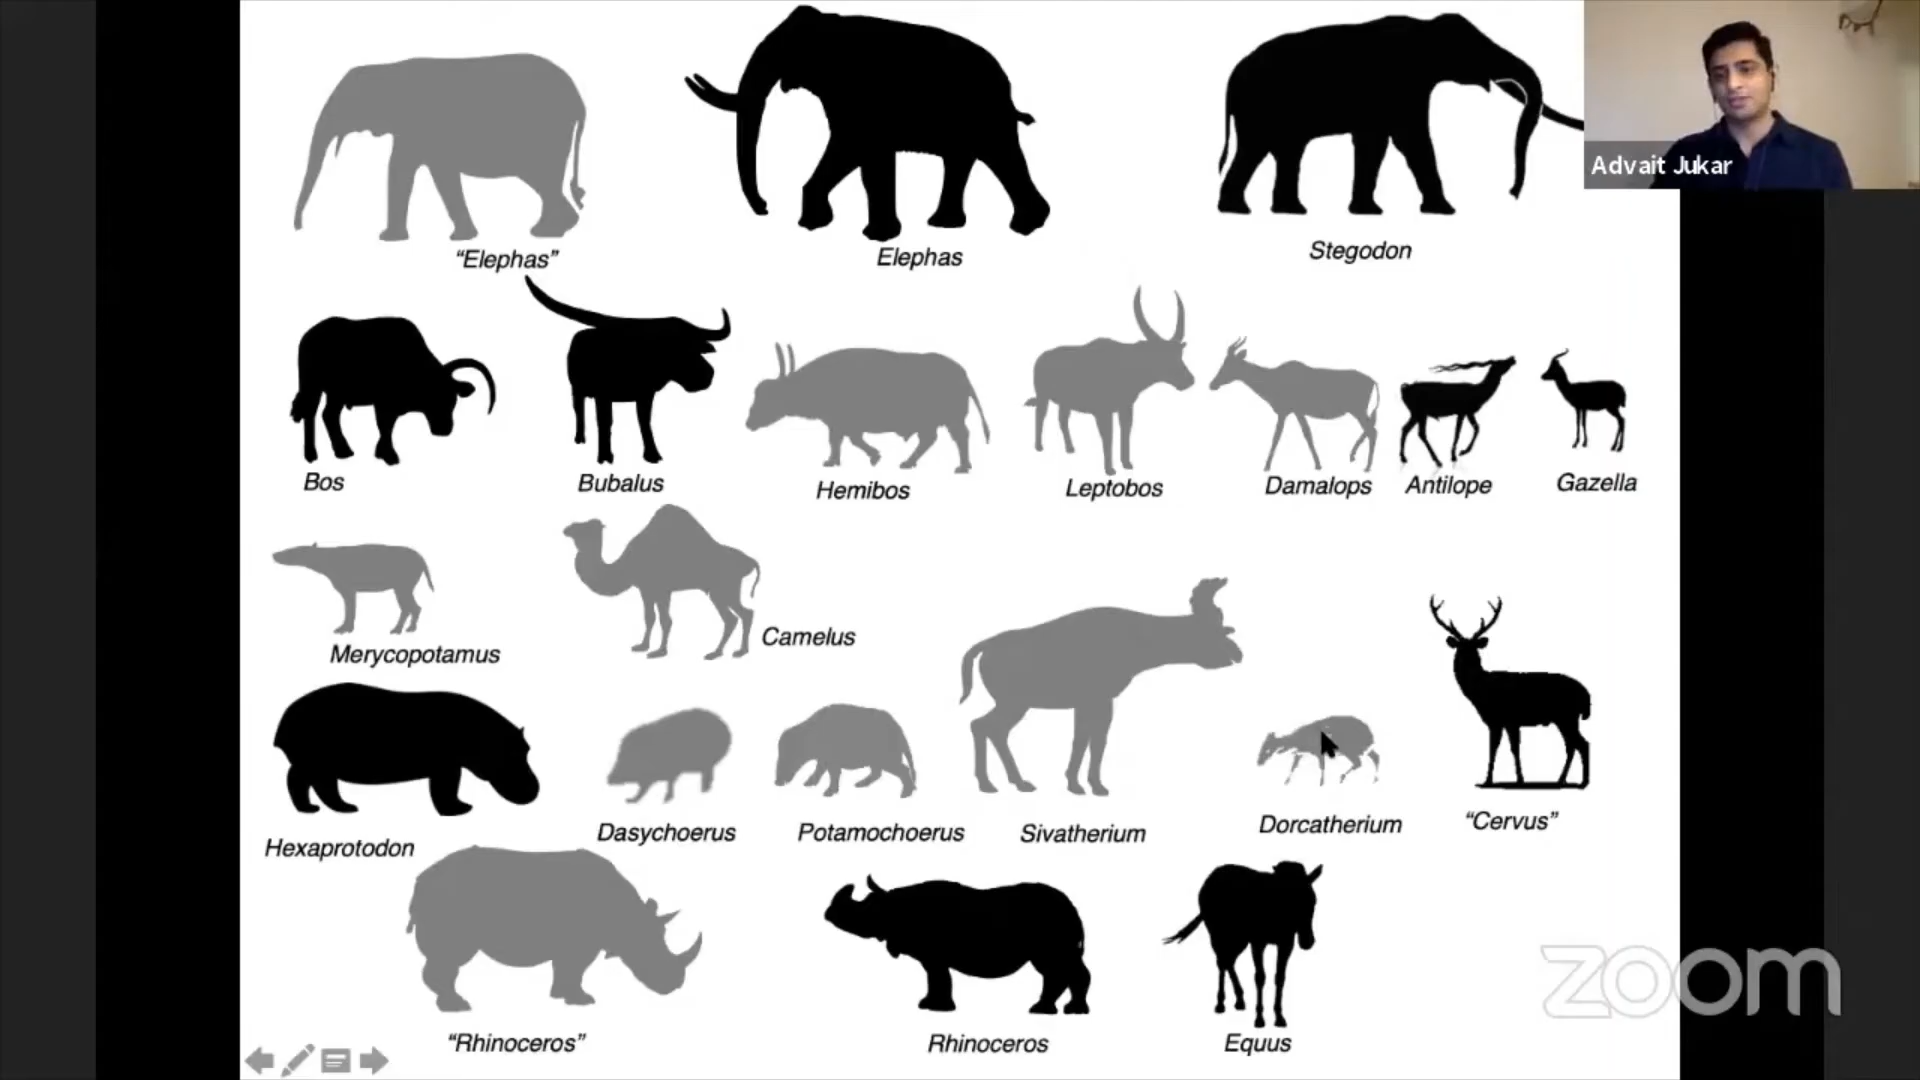 Advait Jukar
“Elephas”
Elephas
Stegodon
Bos
Bubalus
Hemibos
Leptobos
Damalops
Antilope
Gazella
Merycopotamus
Camelus
Hexaprotodon
Dasychoerus
Potamochoerus
Sivatherium
Dorcatherium
“Cervus”
“Rhinoceros”
Rhinoceros
Equus
zoom